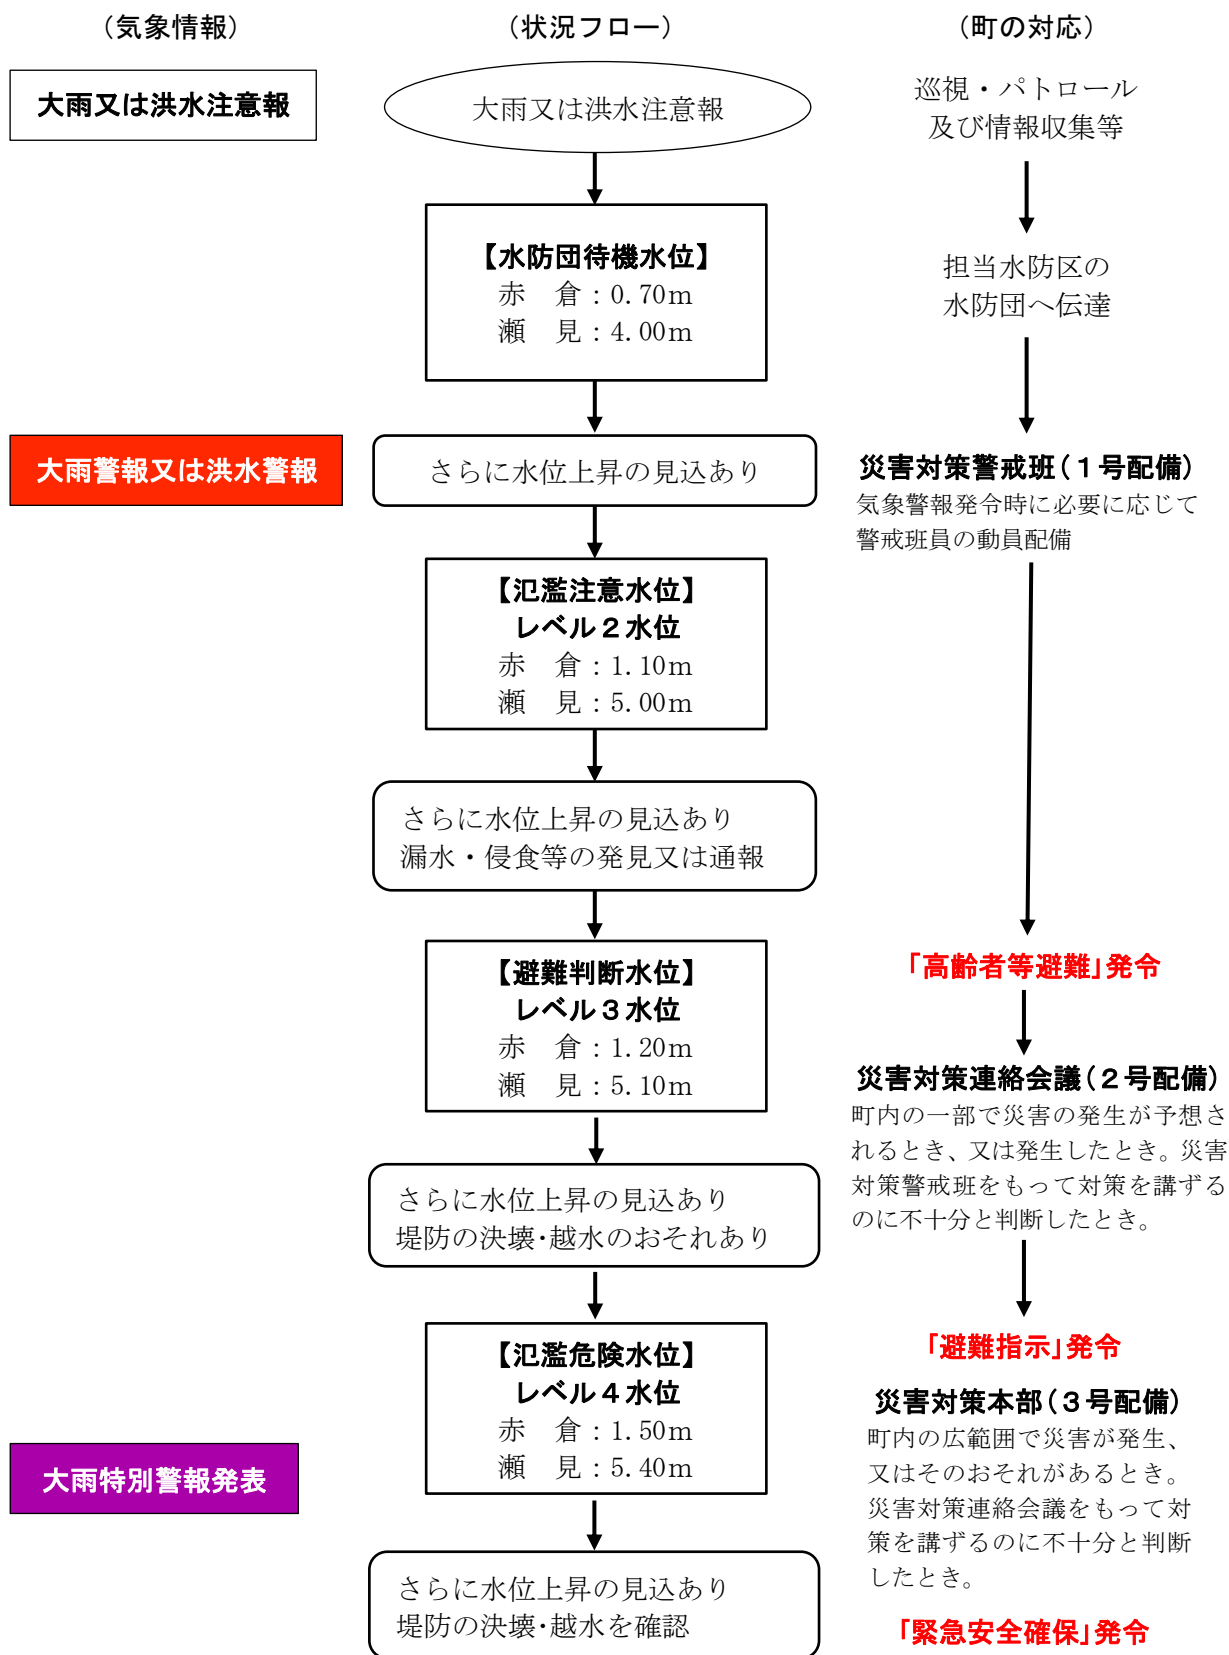 （気象情報）
（状況フロー）
（町の対応）
大雨又は洪水注意報
大雨又は洪水注意報
巡視・パトロール
及び情報収集等
【水防団待機水位】
赤　倉：0.70m
瀬　見：4.00m
担当水防区の
水防団へ伝達
大雨警報又は洪水警報
さらに水位上昇の見込あり
災害対策警戒班（１号配備）
気象警報発令時に必要に応じて
警戒班員の動員配備
【氾濫注意水位】
レベル２水位
赤　倉：1.10m
瀬　見：5.00m
さらに水位上昇の見込あり
漏水・侵食等の発見又は通報
【避難判断水位】
レベル３水位
赤　倉：1.20m
瀬　見：5.10m
「高齢者等避難」発令
災害対策連絡会議（２号配備）
町内の一部で災害の発生が予想さ
れるとき、又は発生したとき。災害
対策警戒班をもって対策を講ずる
のに不十分と判断したとき。
さらに水位上昇の見込あり
堤防の決壊・越水のおそれあり
【氾濫危険水位】
レベル４水位
赤　倉：1.50m
瀬　見：5.40m
「避難指示」発令
災害対策本部（３号配備）
町内の広範囲で災害が発生、
又はそのおそれがあるとき。
災害対策連絡会議をもって対
策を講ずるのに不十分と判断
したとき。
大雨特別警報発表
さらに水位上昇の見込あり
堤防の決壊・越水を確認
「緊急安全確保」発令